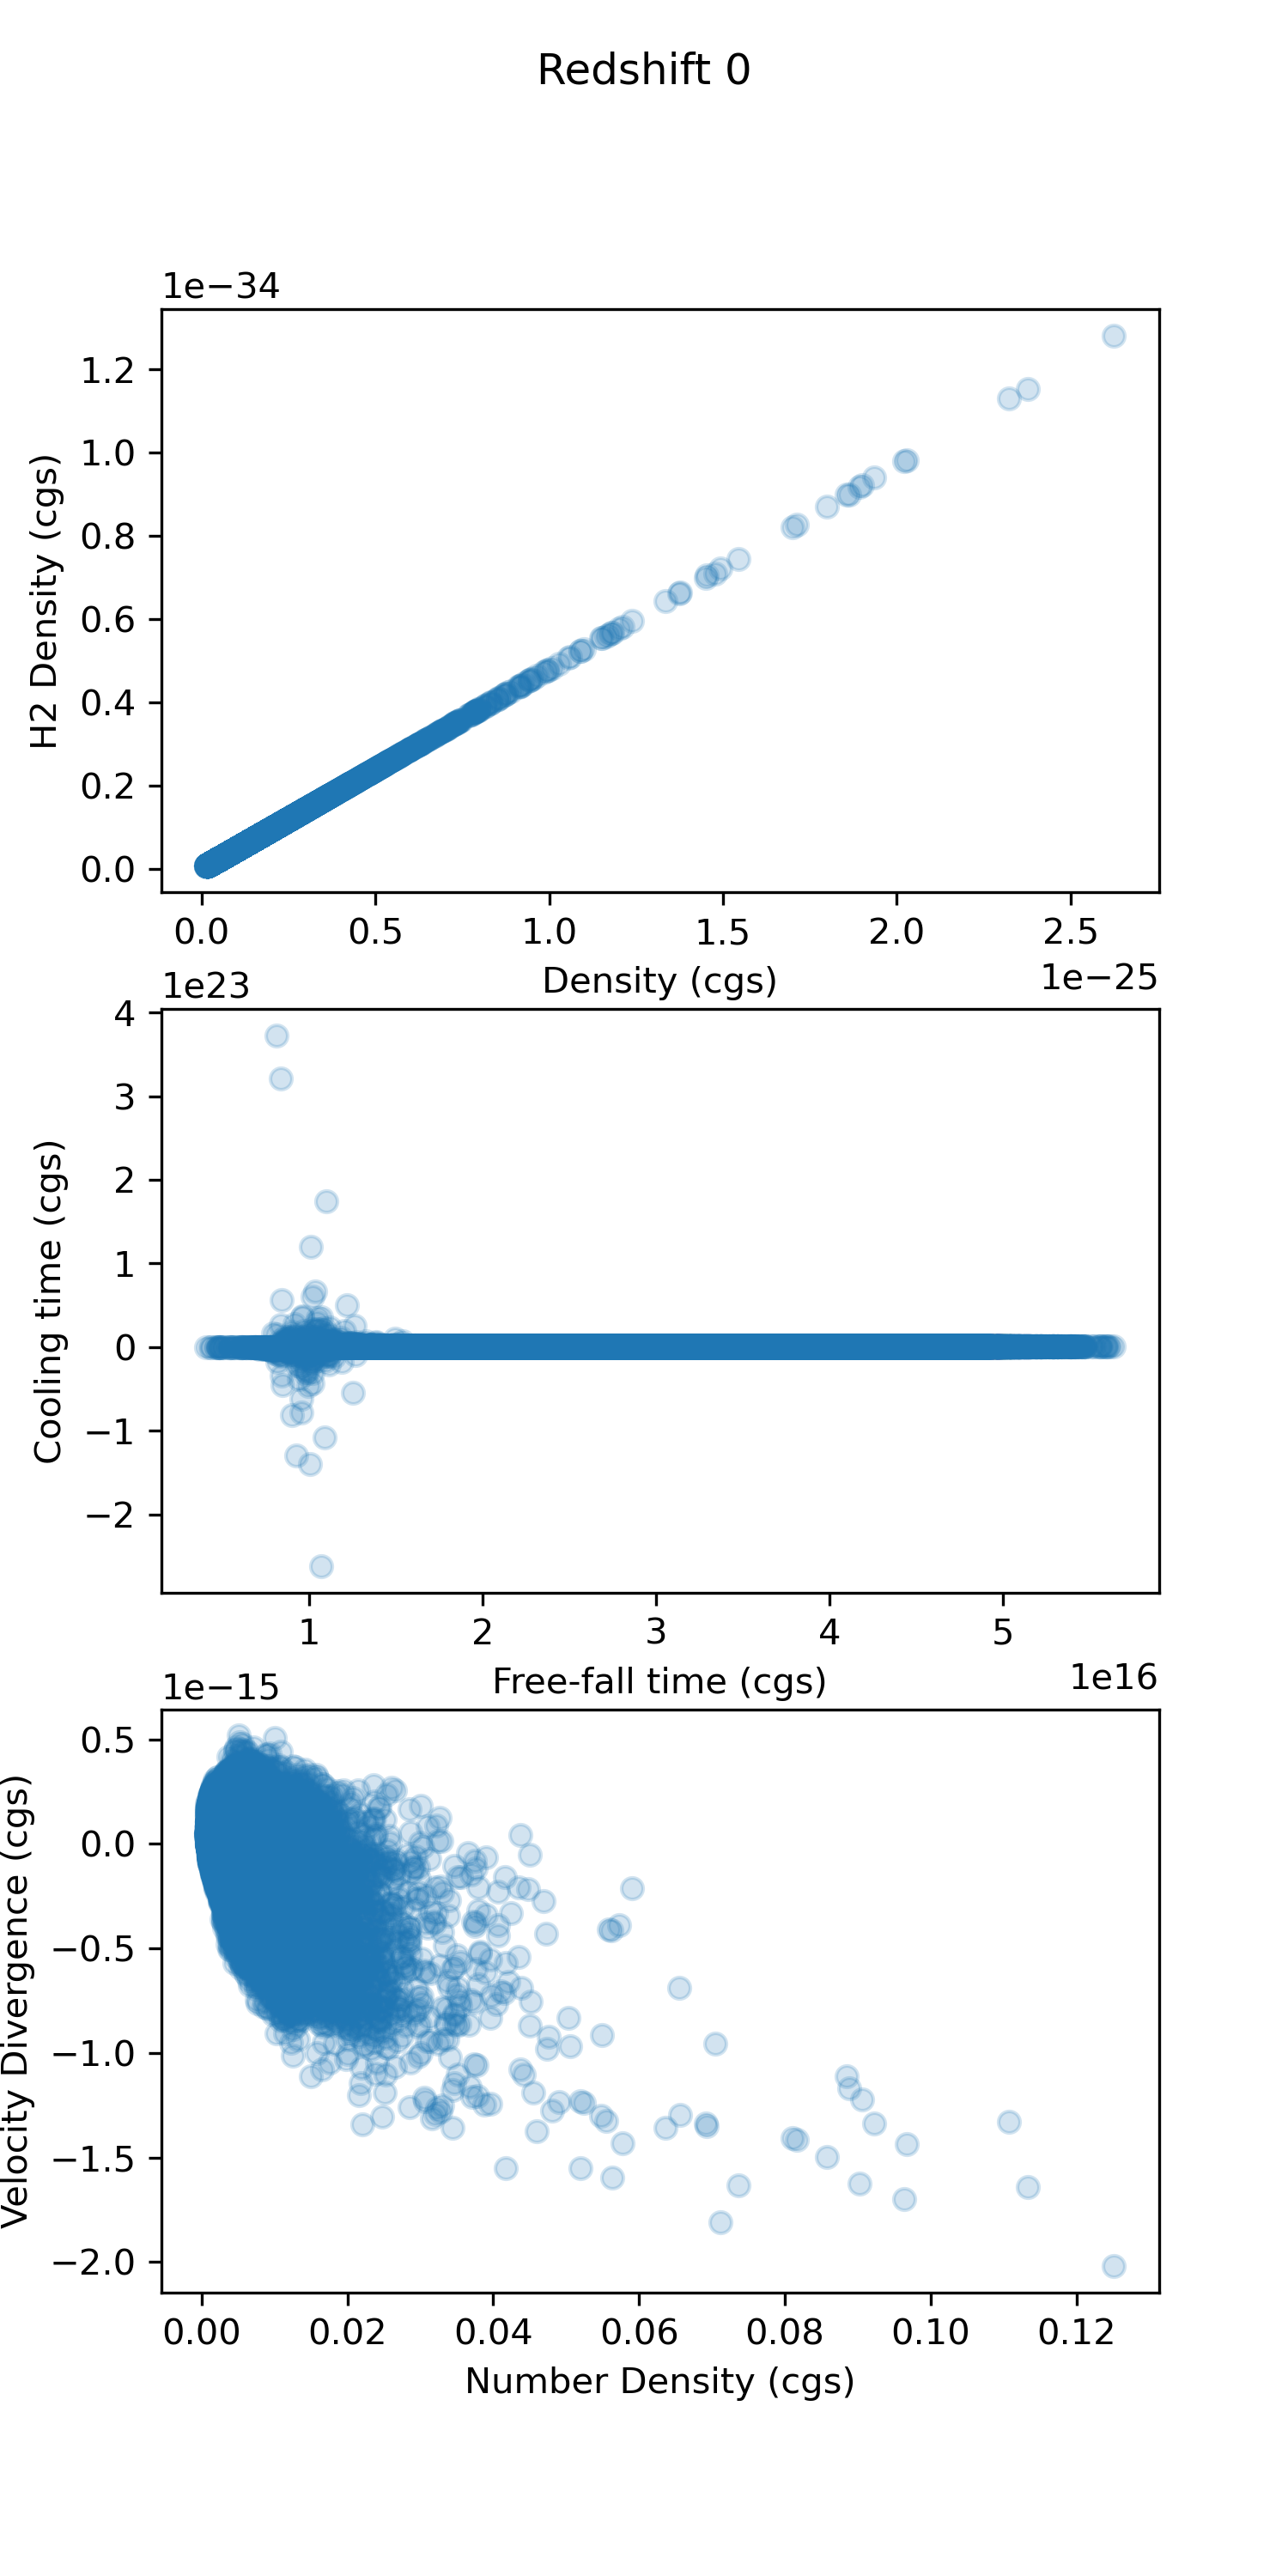 Redshift 0
1e−34
H2 Density (cgs)
1.2
1.0
0.8
0.6
0.4
0.2
0.0
0.0 0.5 1.0 1.5 2.0 2.5
Density (cgs)
1e−25
1e23
Cooling time (cgs)
4
3
2
1
0
−1
−2
1 2 3 4 5
Free-fall time (cgs)
1e16
1e−15
Velocity Divergence (cgs)
0.5
0.0
−0.5
−1.0
−1.5
−2.0
0.00 0.02 0.04 0.06 0.08 0.10 0.12
Number Density (cgs)